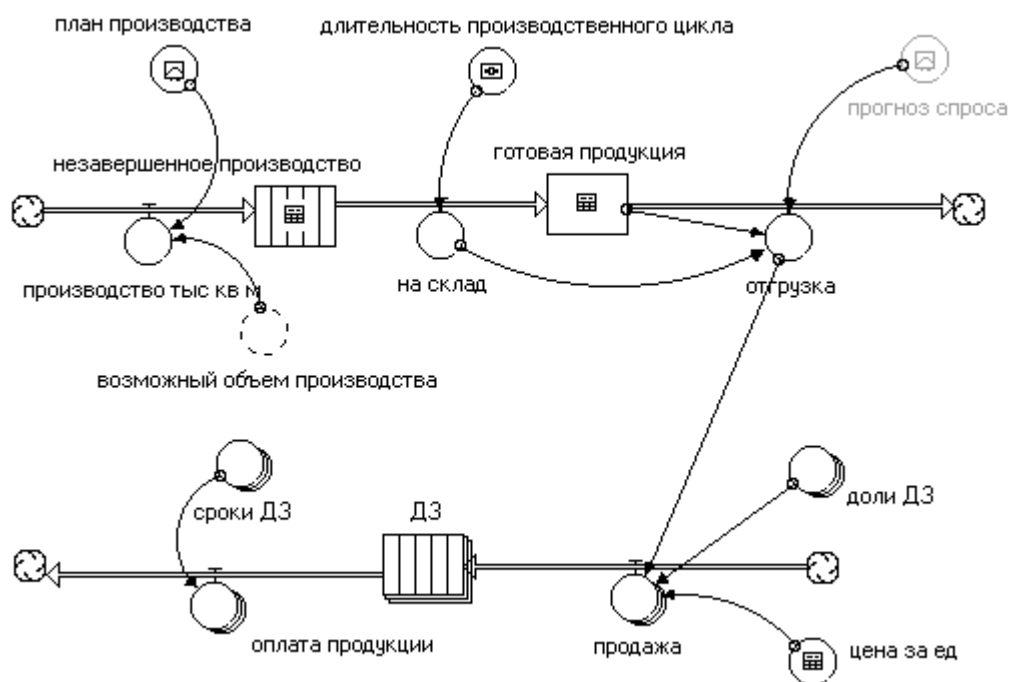 план производства
длительность производственного цикла
прогноз спроса
незавершенное производство
готовая продукция
производство тыс кв м
на склад
отгрузка
возможный объем производства
сроки ДЗ
ДЗ
доли ДЗ
оплата продукции
продажа
цена за ед